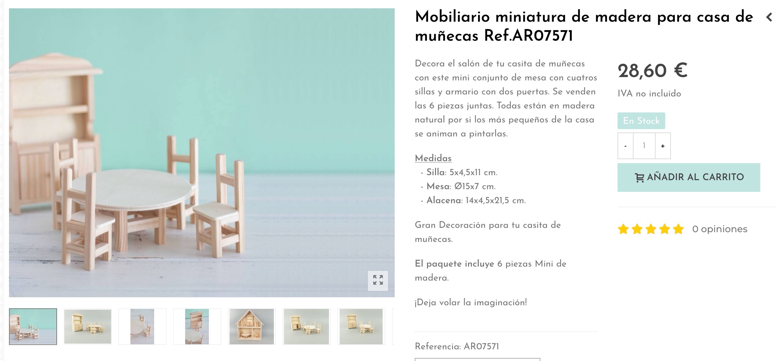 Mobiliario miniatura de madera para casa de
muñecas Ref.AR07571
Decora el salón de tu casita de muñecas
con este mini conjunto de mesa con cuatros
sillas y armario con dos puertas. Se venden
las 6 piezas juntas. Todas están en madera
natural por si los más pequeños de la casa
se animan a pintarlas.
Medidas
- Silla: 5x4,5x11 cm.
- Mesa: Ø15x7 cm.
- Alacena: 14x4,5x21,5 cm.
Gran Decoración para tu casita de
muñecas.
El paquete incluye 6 piezas Mini de
madera.
¡Deja volar la imaginación!
Referencia: AR07571
28,60 €
IVA no incluido
En Stock
- 1 +
AÑADIR AL CARRITO
0 opiniones